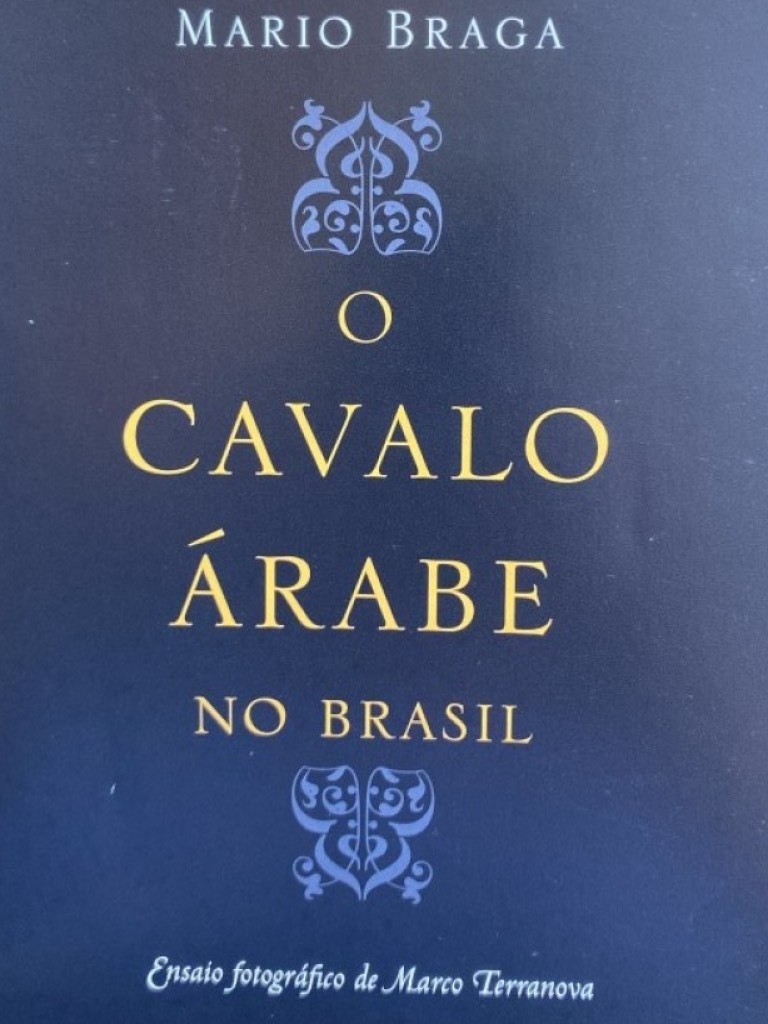 MARIO BRAGA
O
CAVALO
ÁRABE
NO BRASIL
Ensaio fotográfico de Marco Terranova